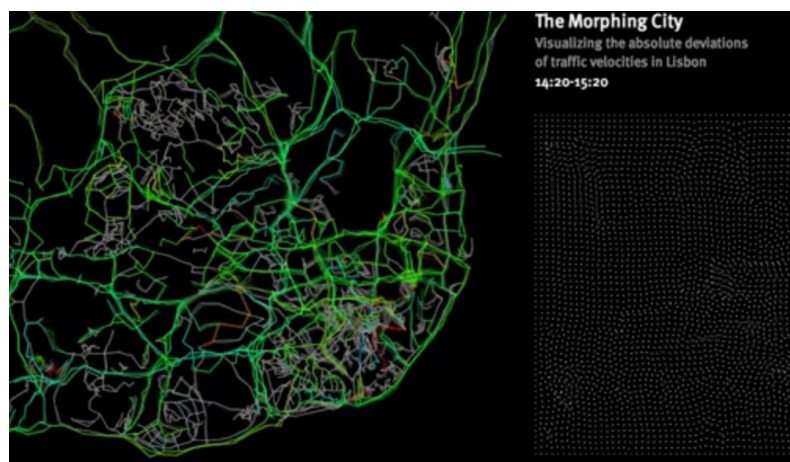 The Morphing City
Visualizing the absolute deviations
of traffic velocities in Lisbon
14:20-15:20